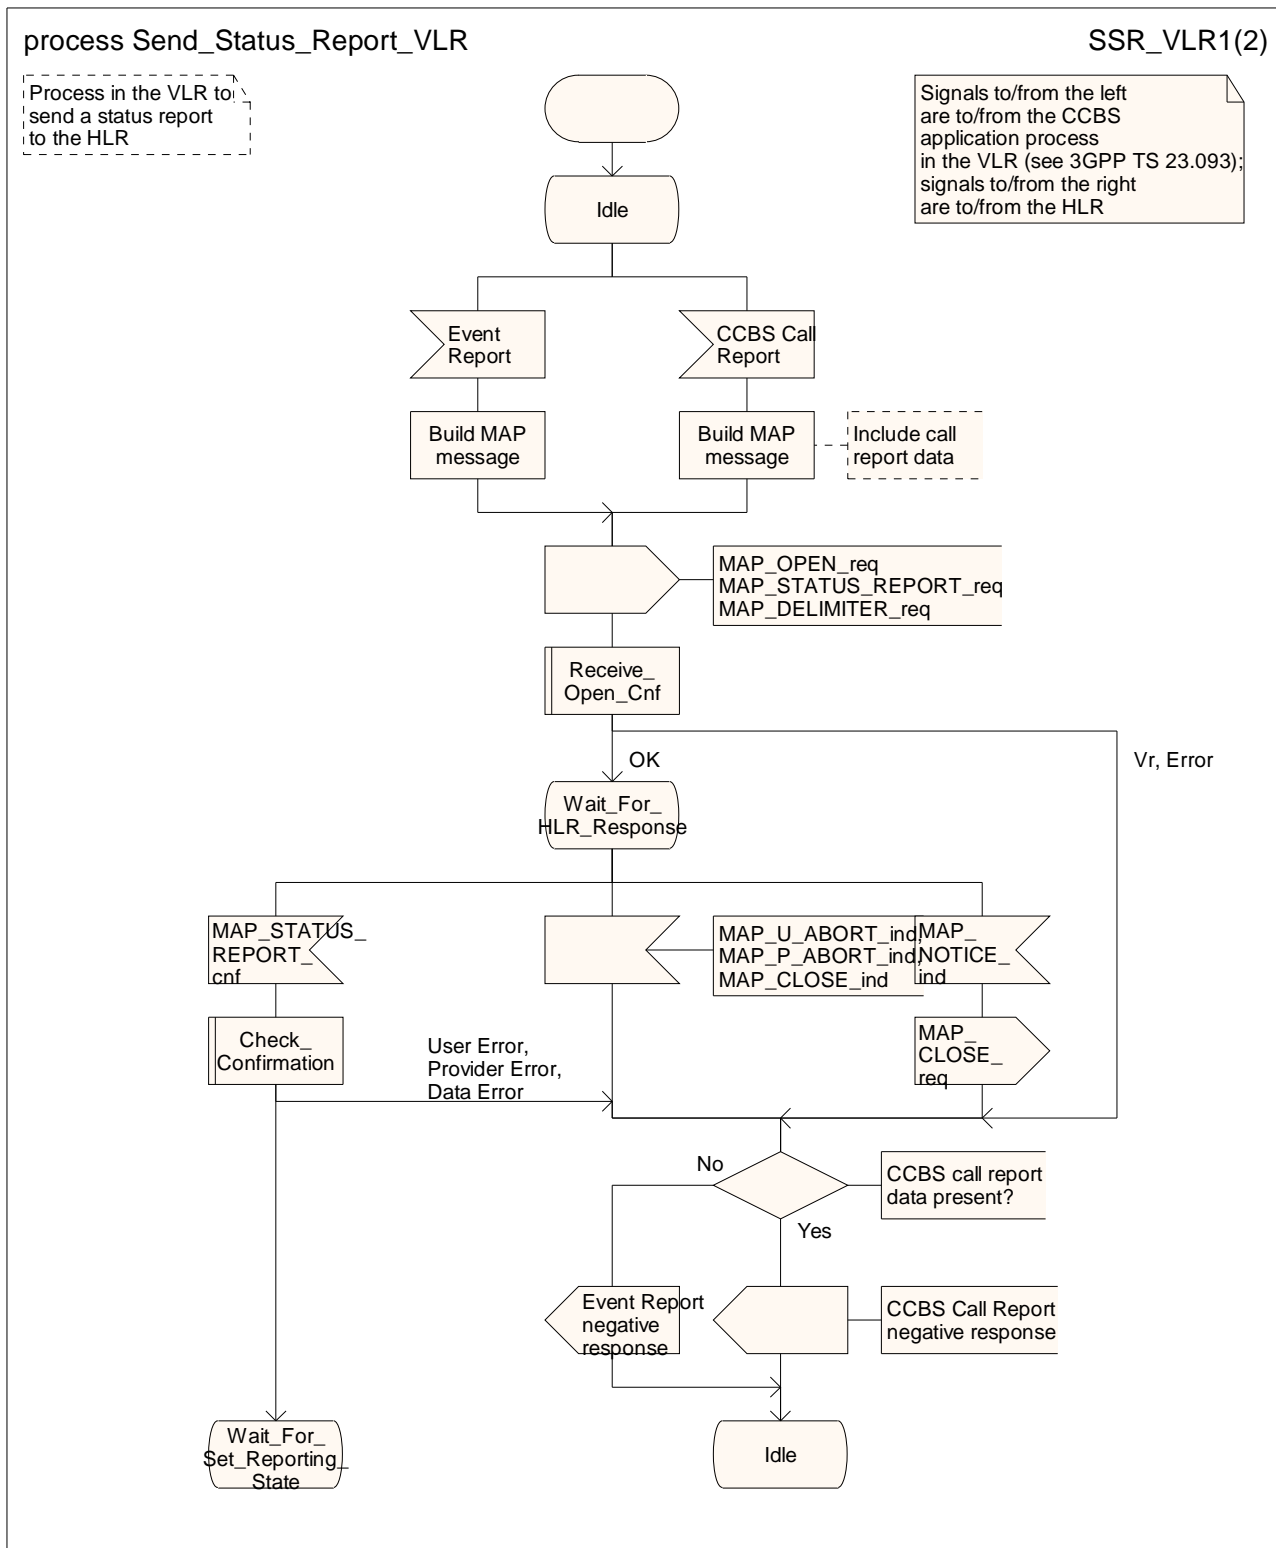 process Send_Status_Report_VLR
SSR_VLR1(2)
Process in the VLR to
send a status report
to the HLR
Signals to/from the left
are to/from the CCBS
application process
in the VLR (see 3GPP TS 23.093);
signals to/from the right
are to/from the HLR
Idle
Event
Report
CCBS Call
Report
Build MAP
message
Build MAP
message
Include call
report data
MAP_OPEN_req
MAP_STATUS_REPORT_req
MAP_DELIMITER_req
Receive_
Open_Cnf
OK
Vr, Error
Wait_For_
HLR_Response
MAP_STATUS_
REPORT_
cnf
MAP_U_ABORT_ind,
MAP_P_ABORT_ind,
MAP_CLOSE_ind
MAP_
NOTICE_
ind
Check_
Confirmation
User Error,
Provider Error,
Data Error
MAP_
CLOSE_
req
No
CCBS call report
data present?
Yes
Event Report
negative
response
CCBS Call Report
negative response
Wait_For_
Set_Reporting_
State
Idle